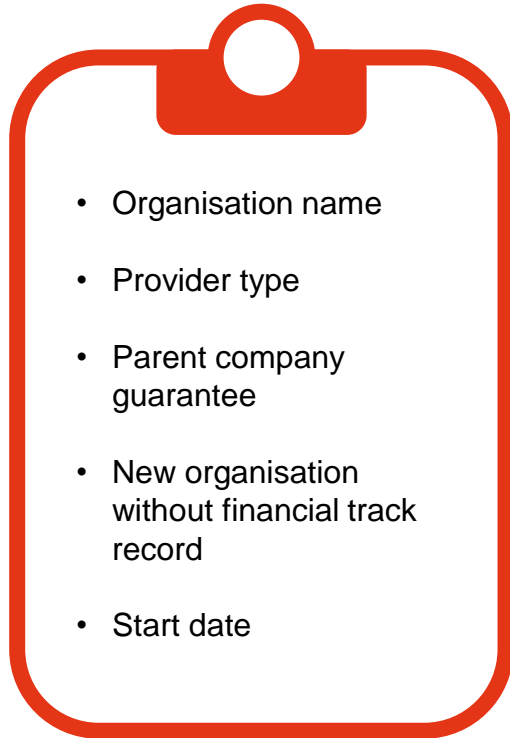 • Organisation name
• Provider type
• Parent company
guarantee
• New organisation
without financial track
record
• Start date